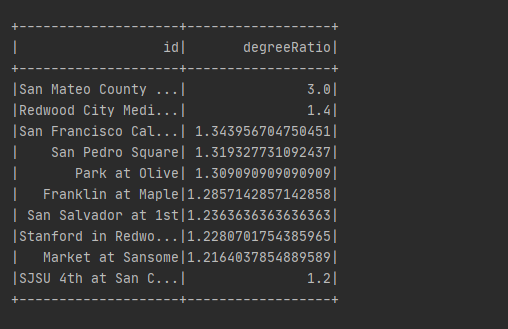 +--------------------+------------------+
|                  id|       degreeRatio|
+--------------------+------------------+
|San Mateo County ...|               3.0|
|Redwood City Medi...|               1.4|
|San Francisco Cal...| 1.343956704750451|
|    San Pedro Square| 1.319327731092437|
|       Park at Olive| 1.309090909090909|
|   Franklin at Maple|1.2857142857142858|
| San Salvador at 1st|1.2363636363636363|
|Stanford in Redwo...|1.2280701754385965|
|   Market at Sansome|1.2164037854889589|
|SJSU 4th at San C...|               1.2|
+--------------------+------------------+